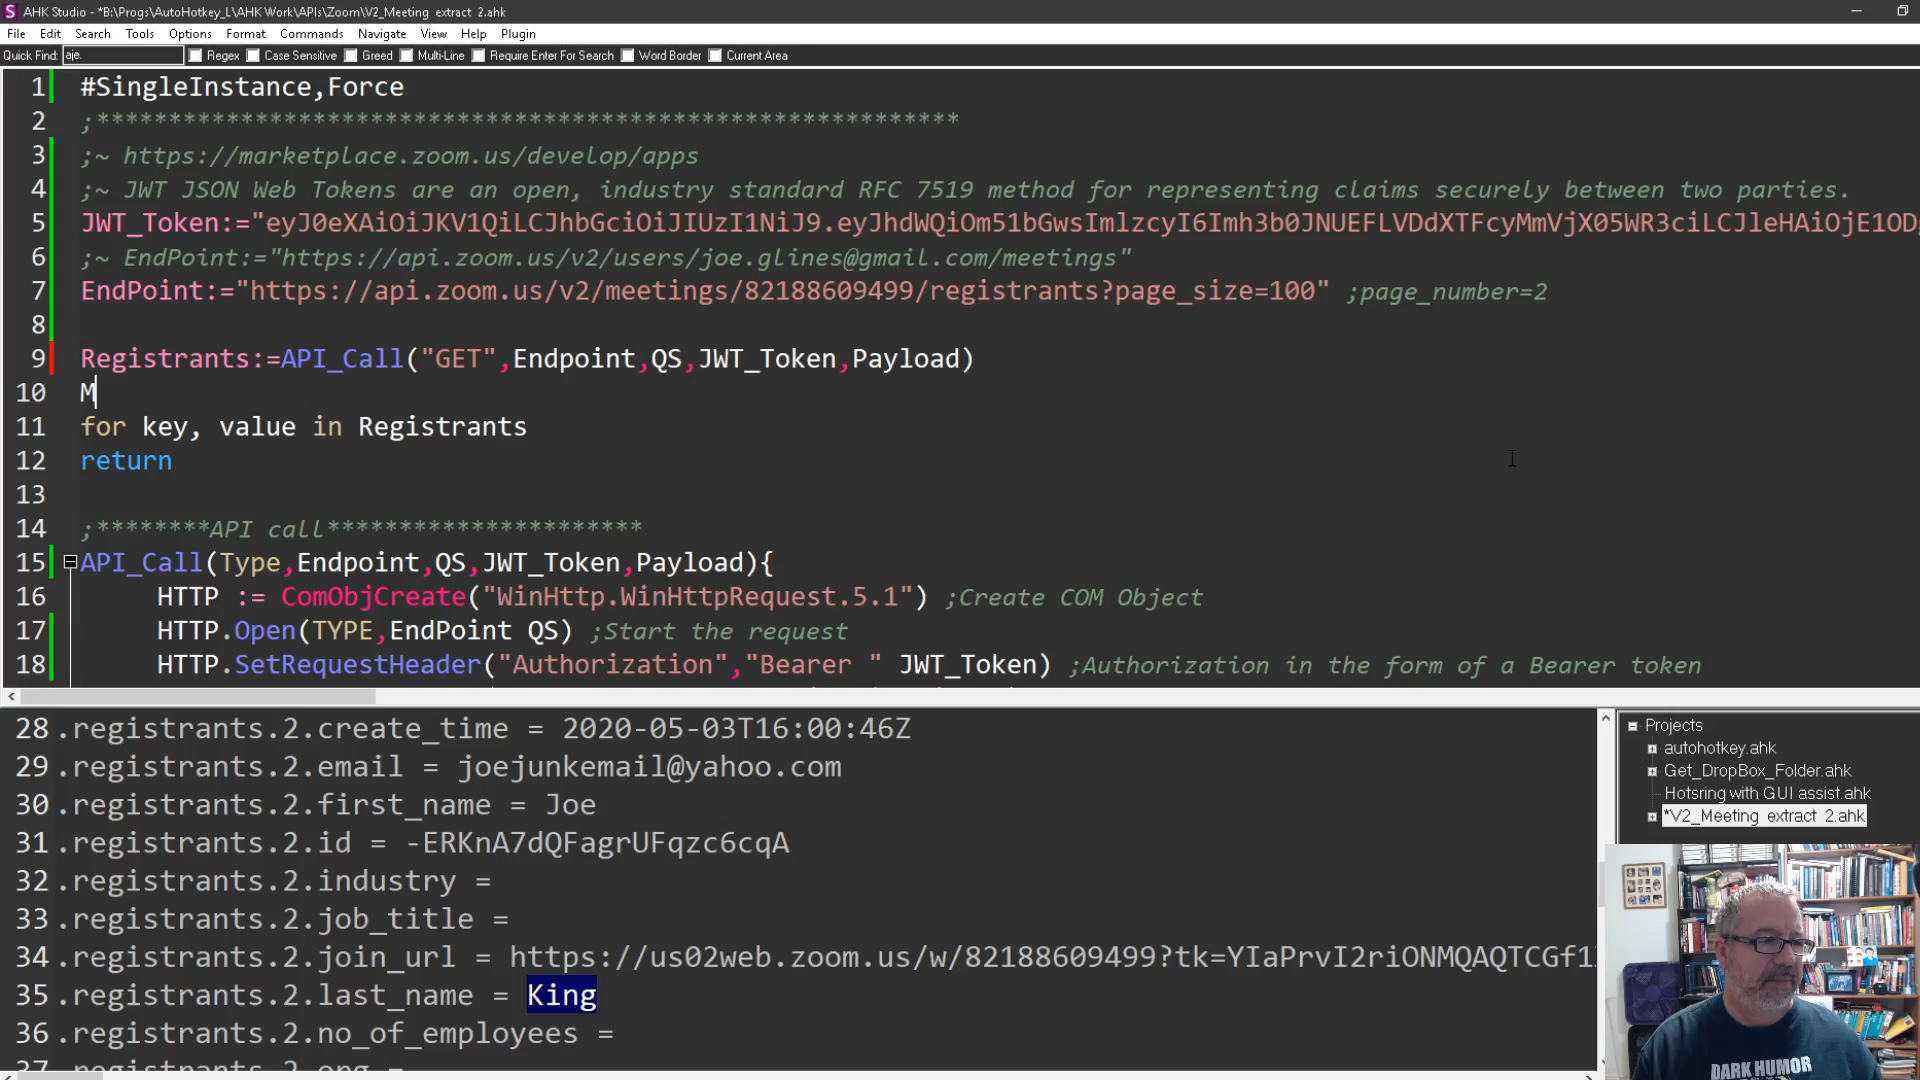 AHK Studio - *B:\Progs\AutoHotkey_L\AHK Work\APIs\Zoom\V2_Meeting extract 2.ahk
File Edit Search Tools Options Format Commands Navigate View Help Plugin
Quick Find: aje. Regex Case Sensitive Greed Multi-Line Require Enter For Search Word Border Current Area
1 #SingleInstance,Force
2 ;************************************************************
3 ;~ https://marketplace.zoom.us/develop/apps
4 ;~ JWT JSON Web Tokens are an open, industry standard RFC 7519 method for representing claims securely between two parties.
5 JWT_Token:="eyJ0eXAiOiJKV1QiLCJhbGciOiJIUzI1NiJ9.eyJhdWQiOm51bGwsImlzcyI6Imh3b0JNUEFLVDdXTFcyMmVjX05WR3ciLCJleHAiOjE1OD
6 ;~ EndPoint:="https://api.zoom.us/v2/users/joe.glines@gmail.com/meetings"
7 EndPoint:="https://api.zoom.us/v2/meetings/82188609499/registrants?page_size=100" ;page_number=2
8
9 Registrants:=API_Call("GET",Endpoint,QS,JWT_Token,Payload)
10 M
11 for key, value in Registrants
12 return
13
14 ;********API call**********************
15 API_Call(Type,Endpoint,QS,JWT_Token,Payload){
16 HTTP := ComObjCreate("WinHttp.WinHttpRequest.5.1") ;Create COM Object
17 HTTP.Open(TYPE,EndPoint QS) ;Start the request
18 HTTP.SetRequestHeader("Authorization","Bearer " JWT_Token) ;Authorization in the form of a Bearer token
28 .registrants.2.create_time = 2020-05-03T16:00:46Z
29 .registrants.2.email = joejunkemail@yahoo.com
30 .registrants.2.first_name = Joe
31 .registrants.2.id = -ERKnA7dQFagrUFqzc6cqA
32 .registrants.2.industry =
33 .registrants.2.job_title =
34 .registrants.2.join_url = https://us02web.zoom.us/w/82188609499?tk=YIaPrvI2riONMQAQTCGf1
35 .registrants.2.last_name = King
36 .registrants.2.no_of_employees =
37 .registrants.2.org =
Projects
autohotkey.ahk
Get_DropBox_Folder.ahk
Hotsring with GUI assist.ahk
*V2_Meeting extract 2.ahk
DARK HUMOR